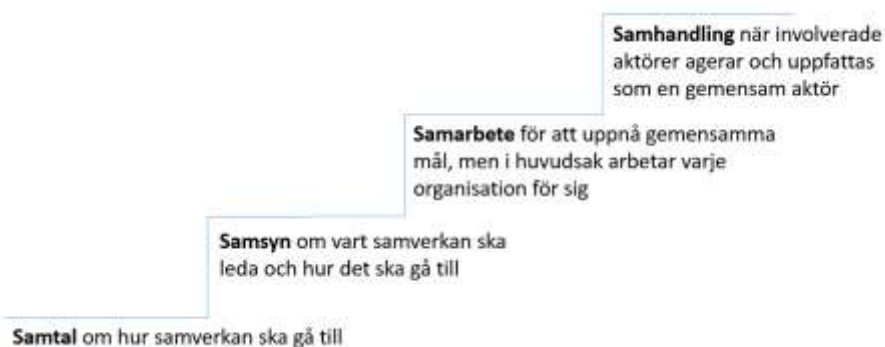 Samhandling när involverade
aktörer agerar och uppfattas
som en gemensam aktör
Samarbete för att uppnå gemensamma
mål, men i huvudsak arbetar varje
organisation för sig
Samsyn om vart samverkan ska
leda och hur det ska gå till
Samtal om hur samverkan ska gå till